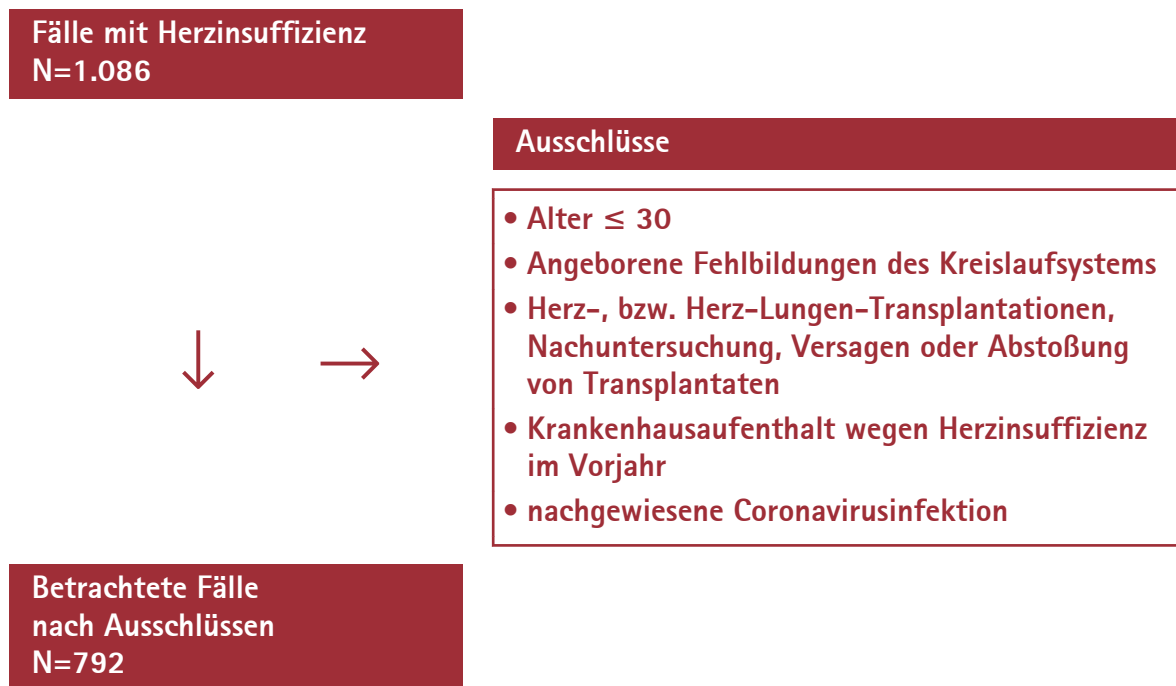 Fälle mit Herzinsuffizienz
N=1.086
Ausschlüsse
• Alter ≤ 30
• Angeborene Fehlbildungen des Kreislaufsystems
• Herz-, bzw. Herz-Lungen-Transplantationen,
Nachuntersuchung, Versagen oder Abstoßung
von Transplantaten
• Krankenhausaufenthalt wegen Herzinsuffizienz
im Vorjahr
• nachgewiesene Coronavirusinfektion
Betrachtete Fälle
nach Ausschlüssen
N=792